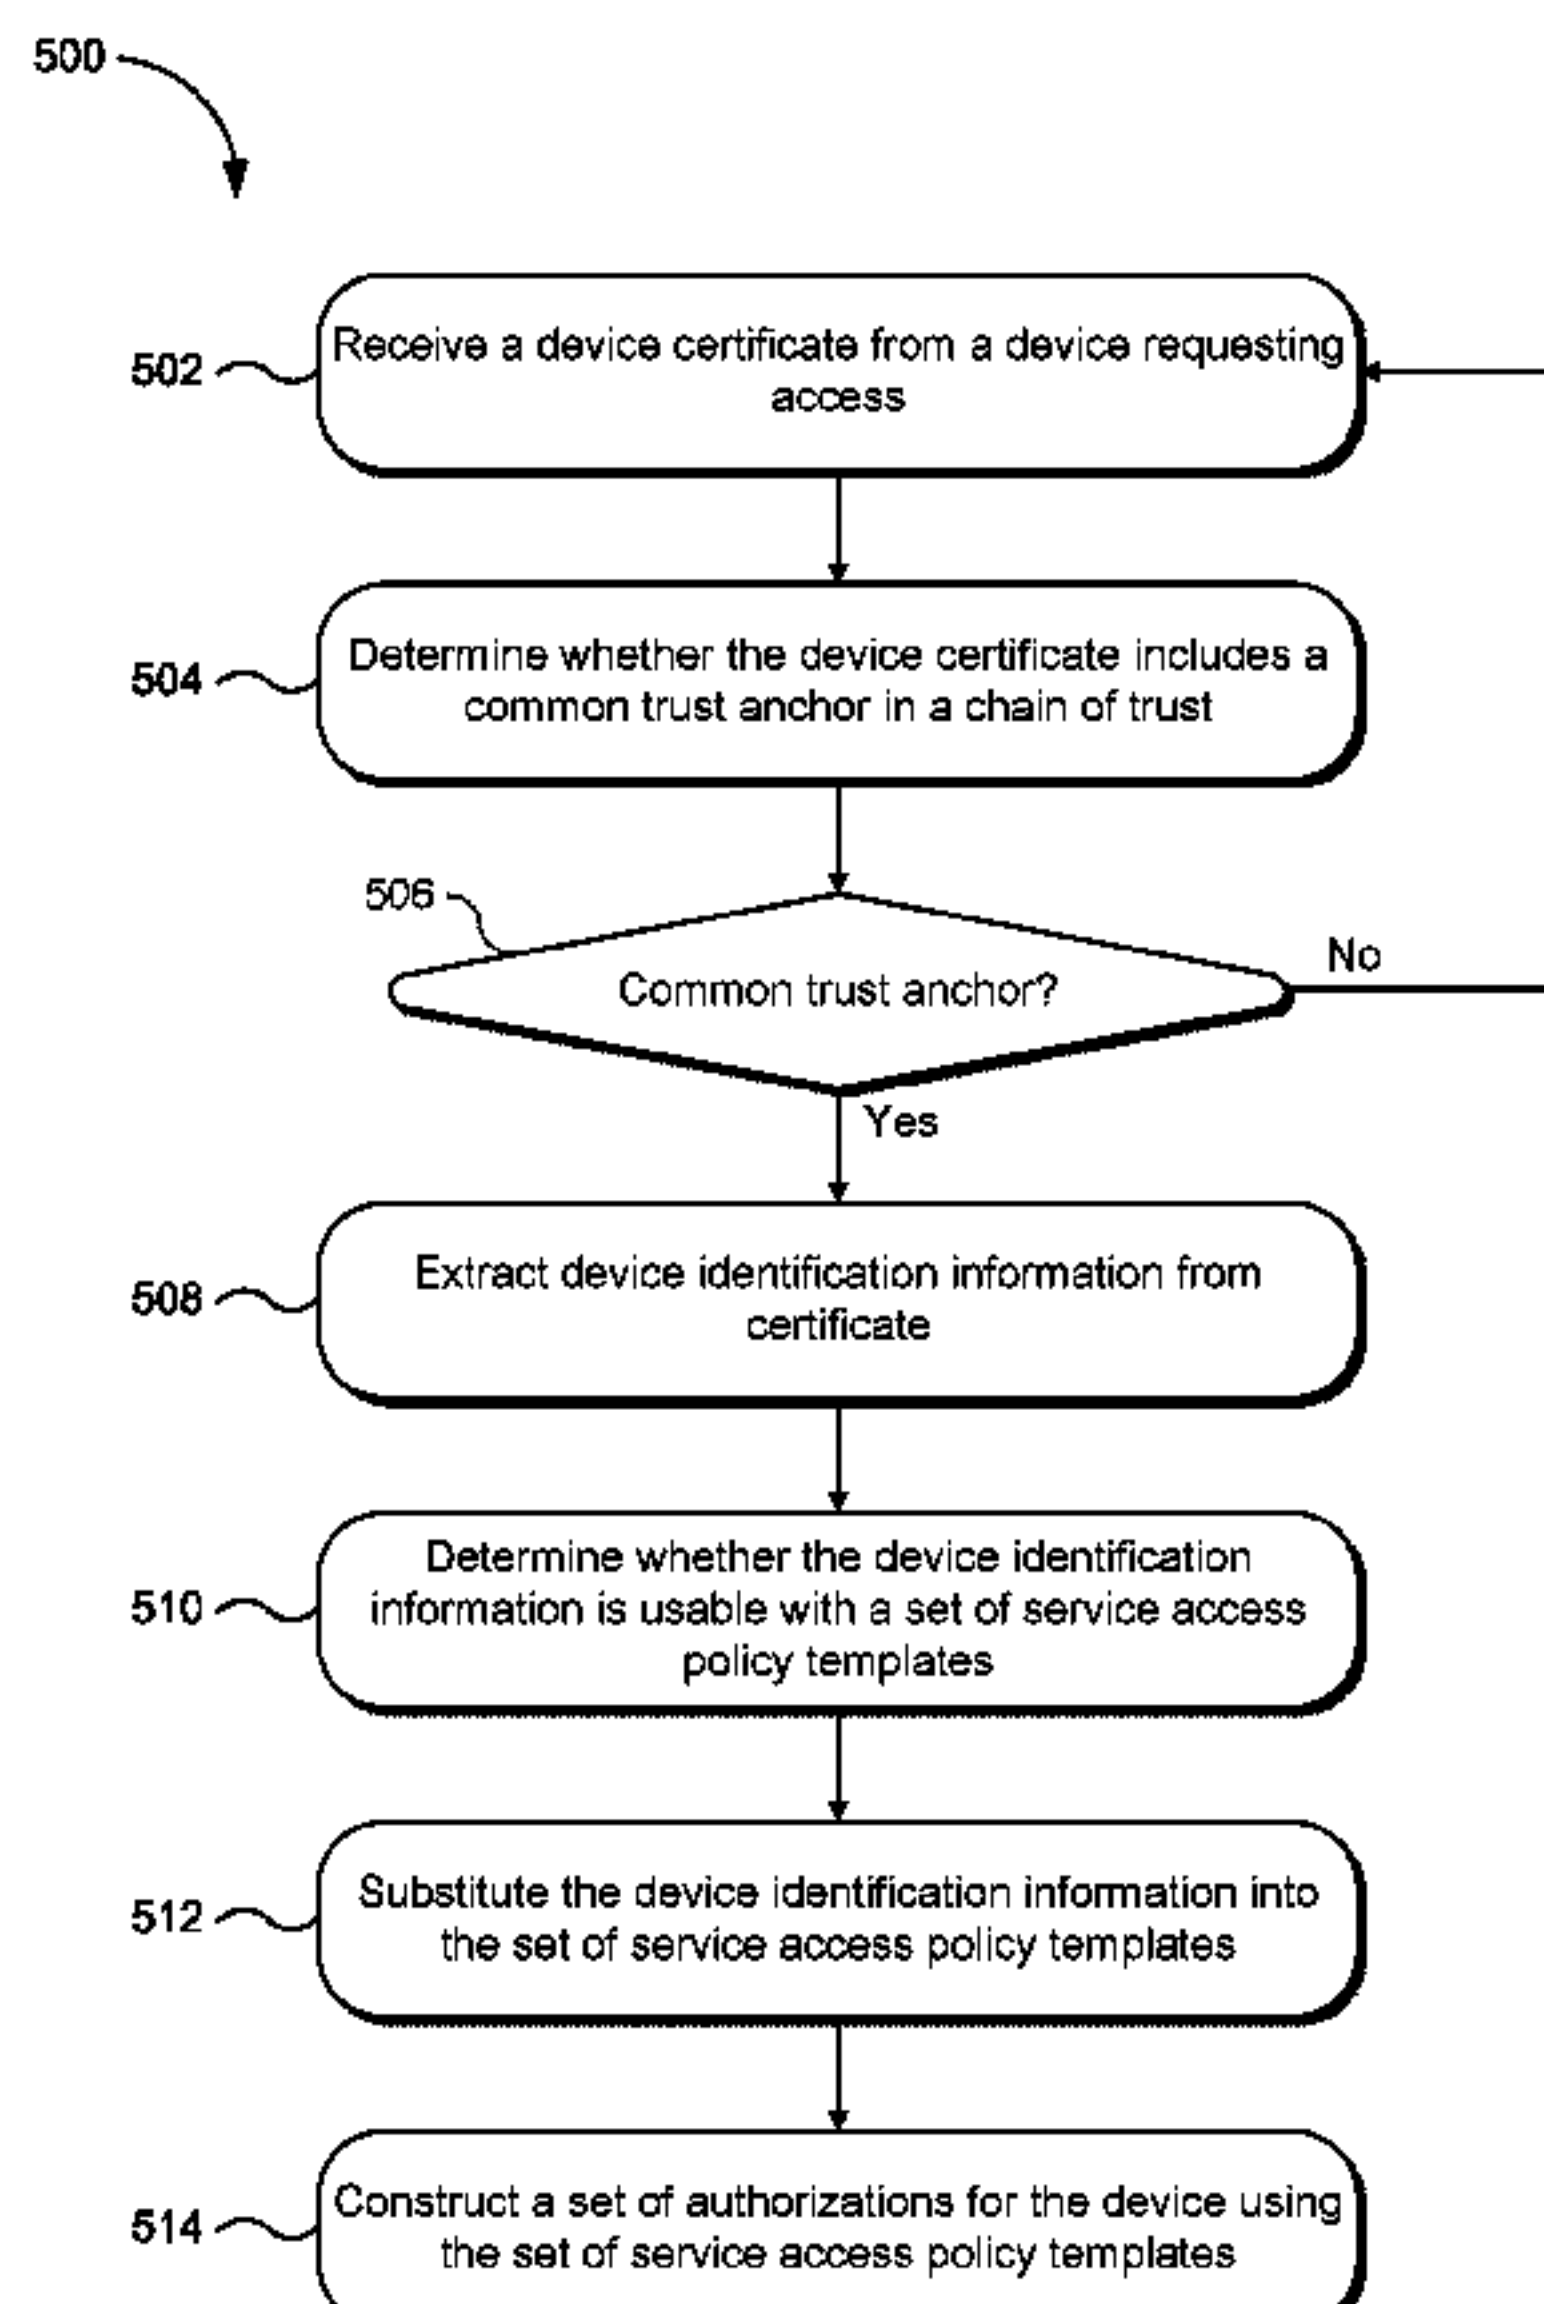 500
502
Receive a device certificate from a device requesting
access
504
Determine whether the device certificate includes a
common trust anchor in a chain of trust
506
Common trust anchor?
No
Yes
508
Extract device identification information from
certificate
510
Determine whether the device identification
information is usable with a set of service access
policy templates
512
Substitute the device identification information into
the set of service access policy templates
514
Construct a set of authorizations for the device using
the set of service access policy templates